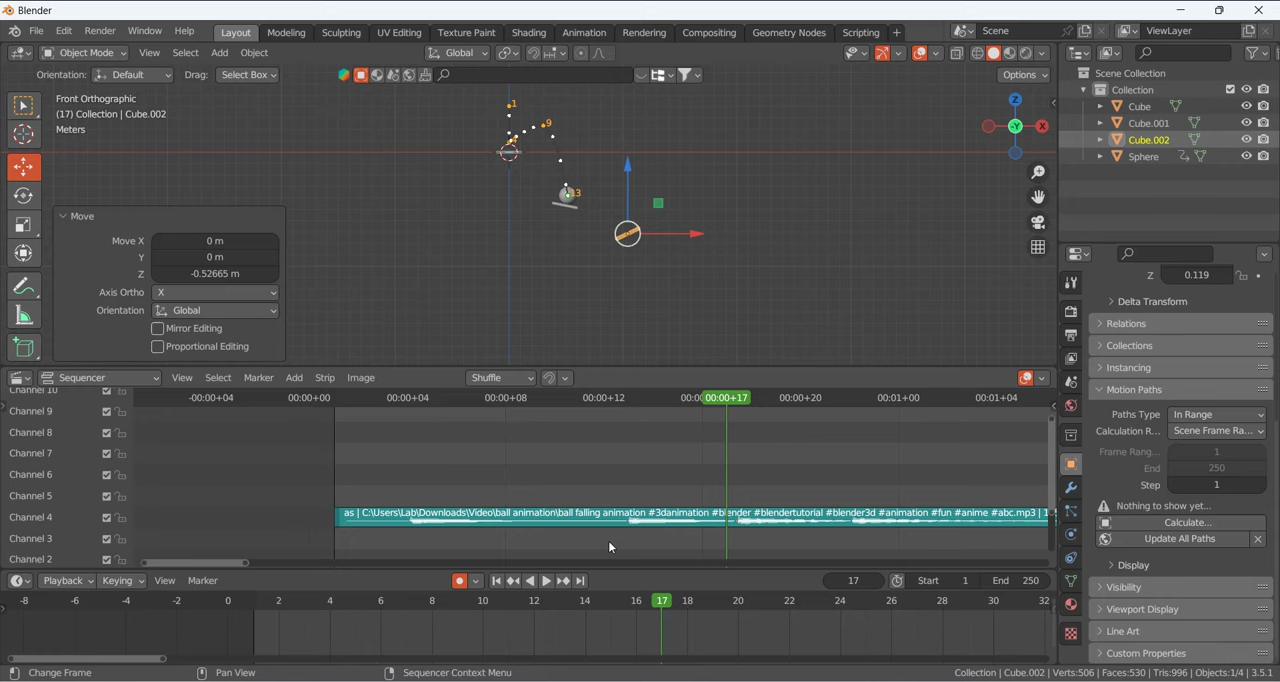 Blender
File Edit Render Window Help Layout Modeling Sculpting UV Editing Texture Paint Shading Animation Rendering Compositing Geometry Nodes Scripting + Scene ViewLayer
Object Mode View Select Add Object Global
Orientation: Default Drag: Select Box Options
Front Orthographic
(17) Collection | Cube.002
Meters
1
9
13
Z
X
-Y
Scene Collection
Collection
Cube
Cube.001
Cube.002
Sphere
Move
Move X 0 m
Y 0 m
Z -0.52665 m
Axis Ortho X
Orientation Global
Mirror Editing
Proportional Editing
Z 0.119
Delta Transform
Relations
Collections
Instancing
Motion Paths
Paths Type In Range
Calculation R... Scene Frame Ra...
Frame Rang... 1
End 250
Step 1
Nothing to show yet...
Calculate...
Update All Paths
Display
Visibility
Viewport Display
Line Art
Custom Properties
Sequencer View Select Marker Add Strip Image Shuffle
-00:00+04 00:00+00 00:00+04 00:00+08 00:00+12 00:00 00:00+17 00:00+20 00:01+00 00:01+04
Channel 10
Channel 9
Channel 8
Channel 7
Channel 6
Channel 5
Channel 4
Channel 3
Channel 2
as | C:\Users\Lab\Downloads\Video\ball animation\ball falling animation #3danimation #blender #blendertutorial #blender3d #animation #fun #anime #abc.mp3 | 1
Playback Keying View Marker 17 Start 1 End 250
-8 -6 -4 -2 0 2 4 6 8 10 12 14 16 17 18 20 22 24 26 28 30 32
Change Frame Pan View Sequencer Context Menu Collection | Cube.002 | Verts:506 | Faces:530 | Tris:996 | Objects:1/4 | 3.5.1